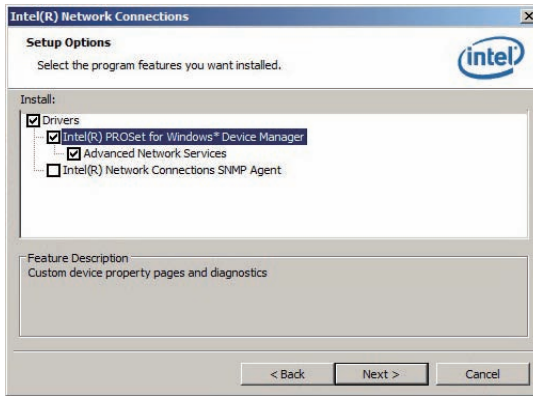 Intel(R) Network Connections
Setup Options
Select the program features you want installed.
intel
Install:
Drivers
Intel(R) PROSet for Windows* Device Manager
Advanced Network Services
Intel(R) Network Connections SNMP Agent
Feature Description
Custom device property pages and diagnostics
< Back Next > Cancel